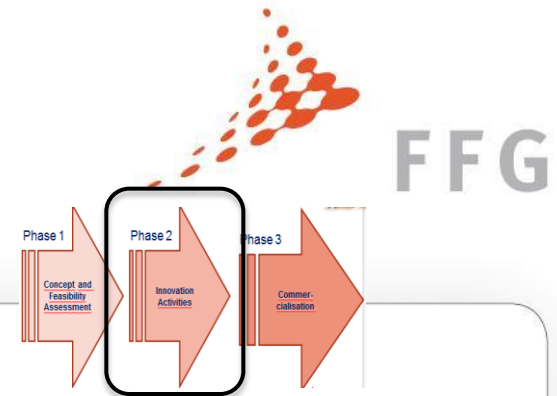 FFG
Phase 1
Concept and
Feasibility
Assessment
Phase 2
Innovation
Activities
Phase 3
Commer-
cialisation